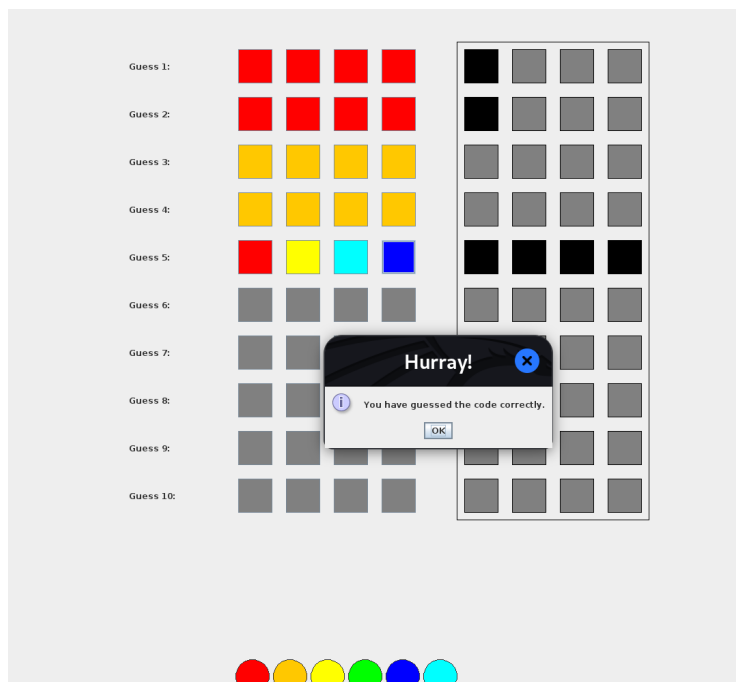 Guess 1:
Guess 2:
Guess 3:
Guess 4:
Guess 5:
Guess 6:
Guess 7:
Hurray!
You have guessed the code correctly.
OK
Guess 8:
Guess 9:
Guess 10: